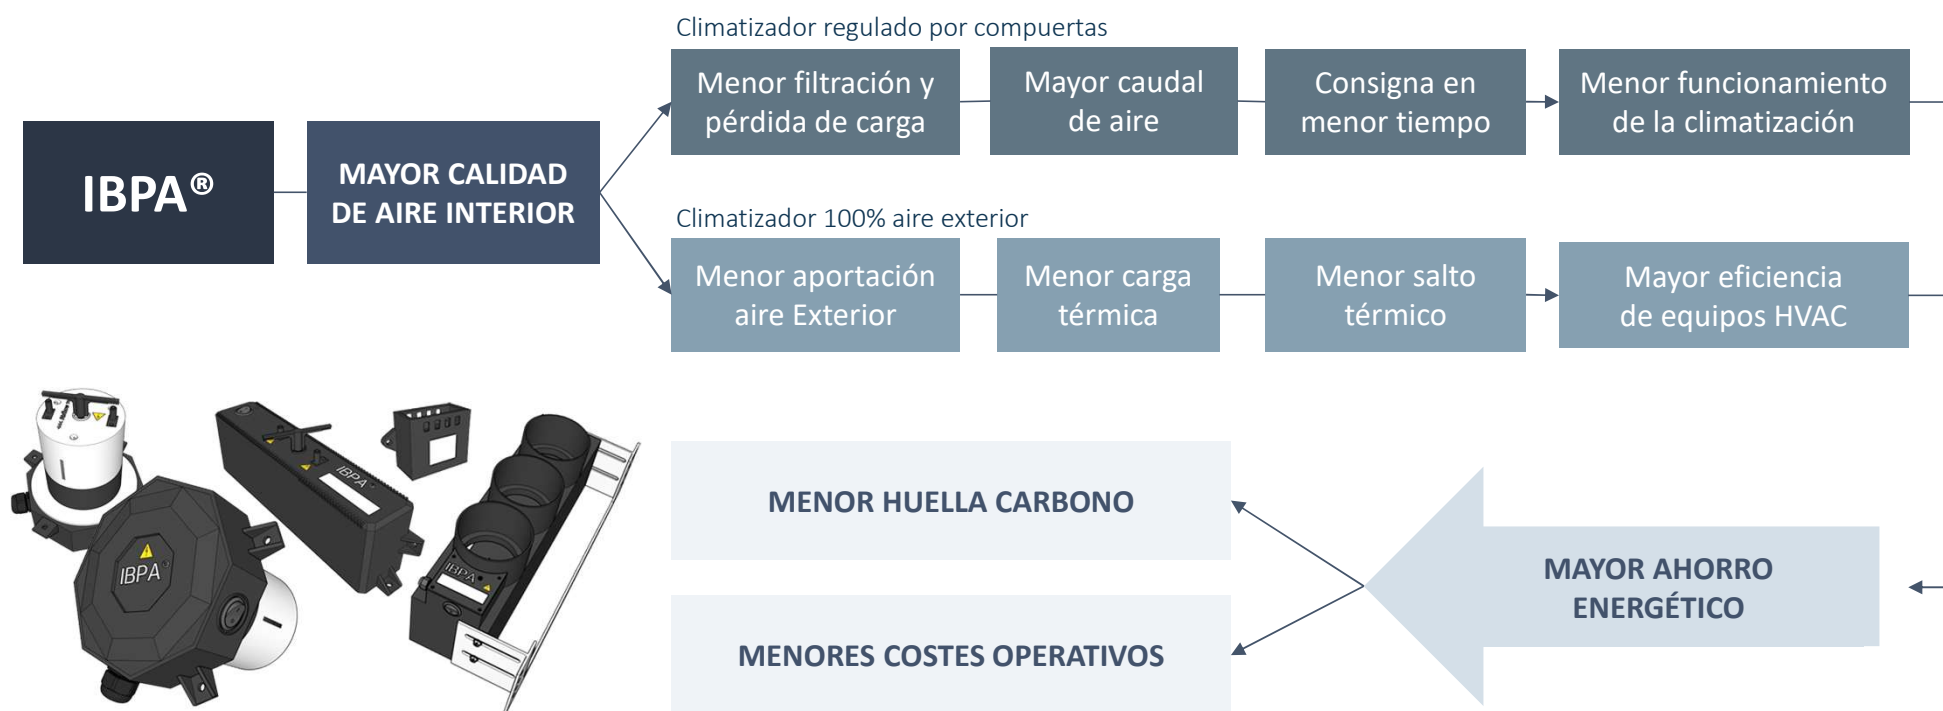 Climatizador regulado por compuertas
Menor filtración y
pérdida de carga
Mayor caudal
de aire
Consigna en
menor tiempo
Menor funcionamiento
de la climatización
IBPA®
MAYOR CALIDAD
DE AIRE INTERIOR
Climatizador 100% aire exterior
Menor aportación
aire Exterior
Menor carga
térmica
Menor salto
térmico
Mayor eficiencia
de equipos HVAC
IBPA®
IBPA®
IBPA®
MENOR HUELLA CARBONO
MENORES COSTES OPERATIVOS
MAYOR AHORRO
ENERGÉTICO